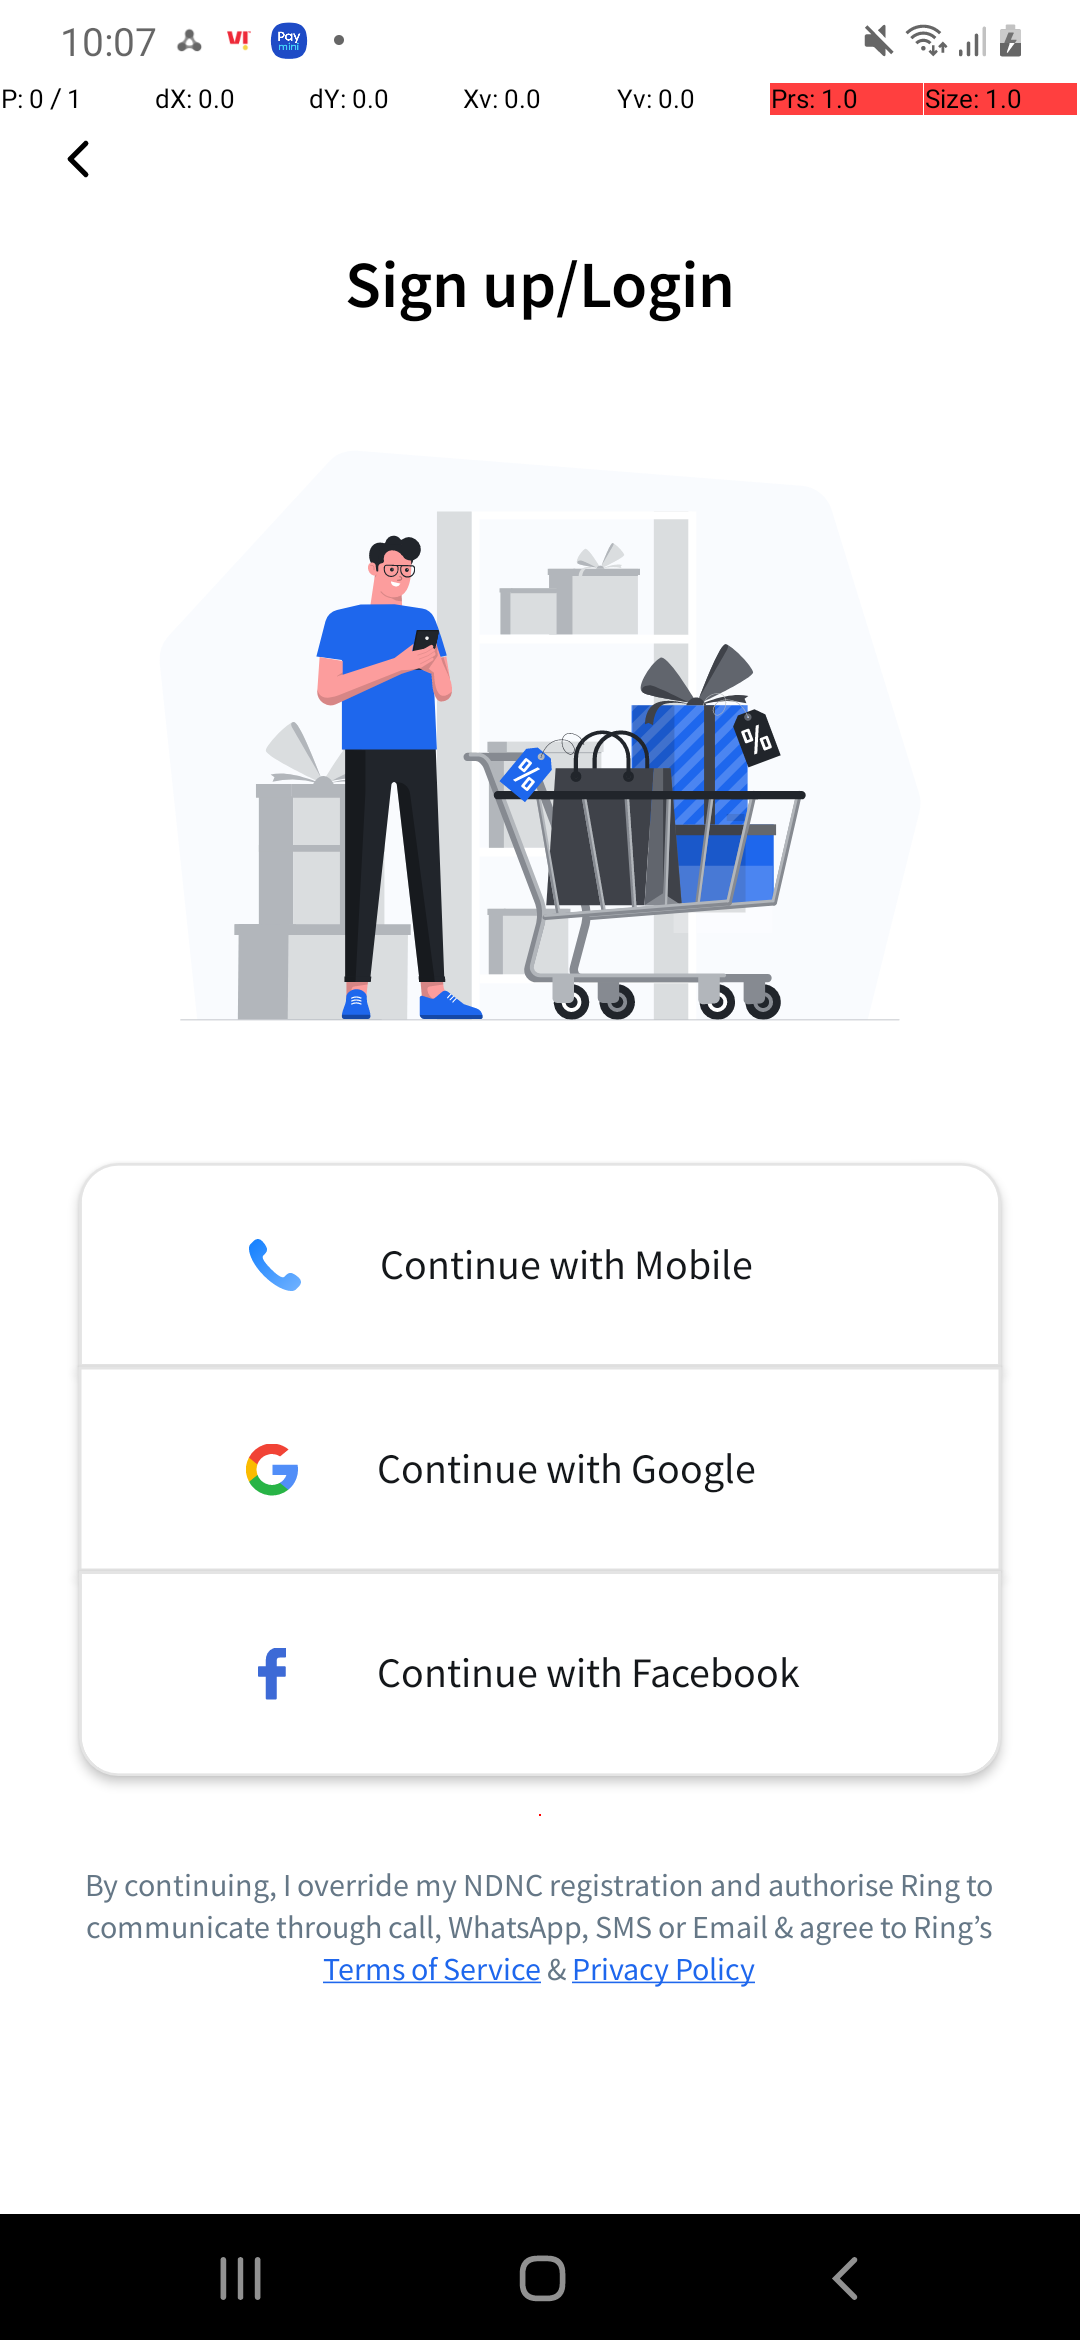 10:07 VI! Pay mini
P: 0 / 1 dX: 0.0 dY: 0.0 Xv: 0.0 Yv: 0.0 Prs: 1.0 Size: 1.0
Sign up/Login
%
%
Continue with Mobile
Continue with Google
Continue with Facebook
By continuing, I override my NDNC registration and authorise Ring to
communicate through call, WhatsApp, SMS or Email & agree to Ring’s
Terms of Service & Privacy Policy